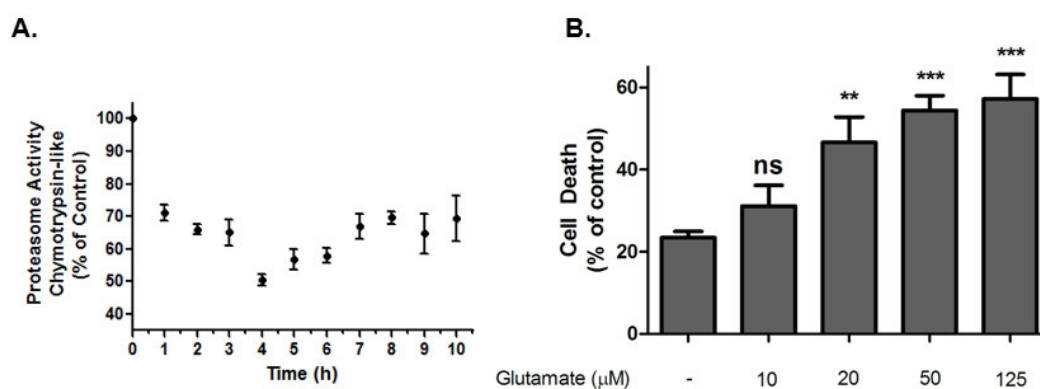 A.
Proteasome Activity
Chymotrypsin-like
(% of Control)
100
90
80
70
60
50
40
0 1 2 3 4 5 6 7 8 9 10
Time (h)
B.
Cell Death
(% of control)
60
40
20
0
ns
**
***
***
Glutamate (μM) - 10 20 50 125